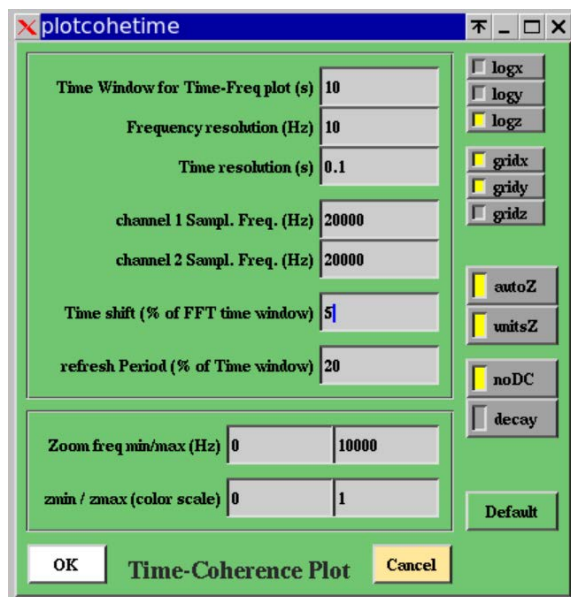 plotcohetime
Time Window for Time-Freq plot (s) 10
Frequency resolution (Hz) 10
Time resolution (s) 0.1
channel 1 Sampl. Freq. (Hz) 20000
channel 2 Sampl. Freq. (Hz) 20000
Time shift (% of FFT time window) 5
refresh Period (% of Time window) 20
Zoom freq min/max (Hz) 0 10000
zmin / zmax (color scale) 0 1
logx
logy
logz
gridx
gridy
gridz
autoZ
unitsZ
noDC
decay
Default
OK Time-Coherence Plot Cancel